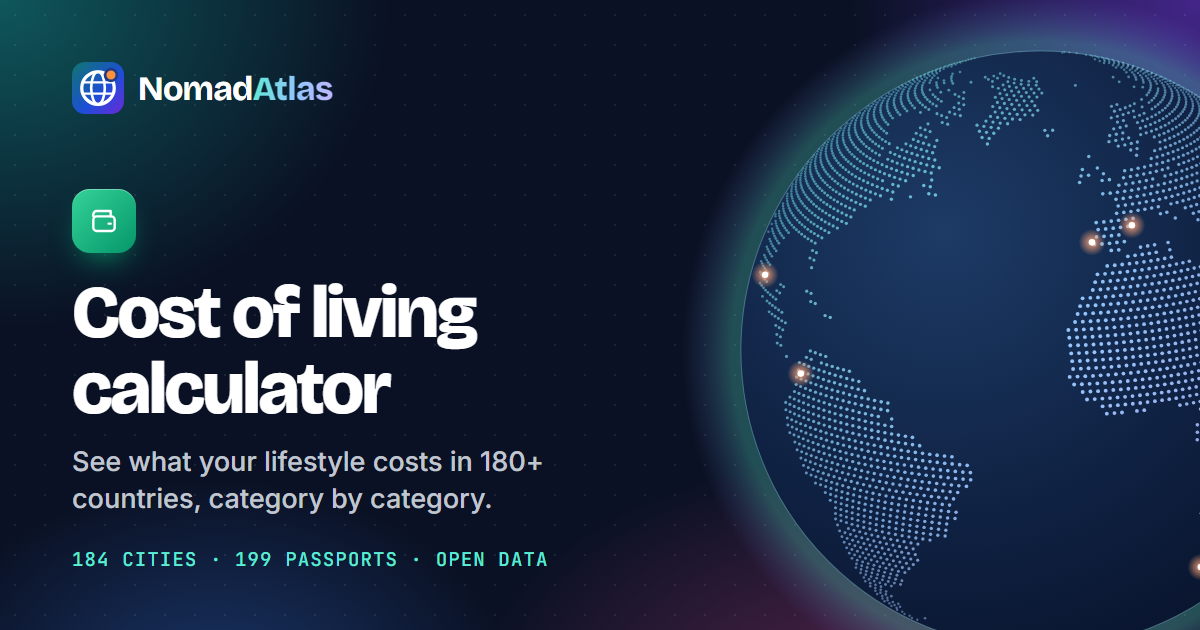 NomadAtlas
Cost of living
calculator
See what your lifestyle costs in 180+
countries, category by category.
184 CITIES · 199 PASSPORTS · OPEN DATA